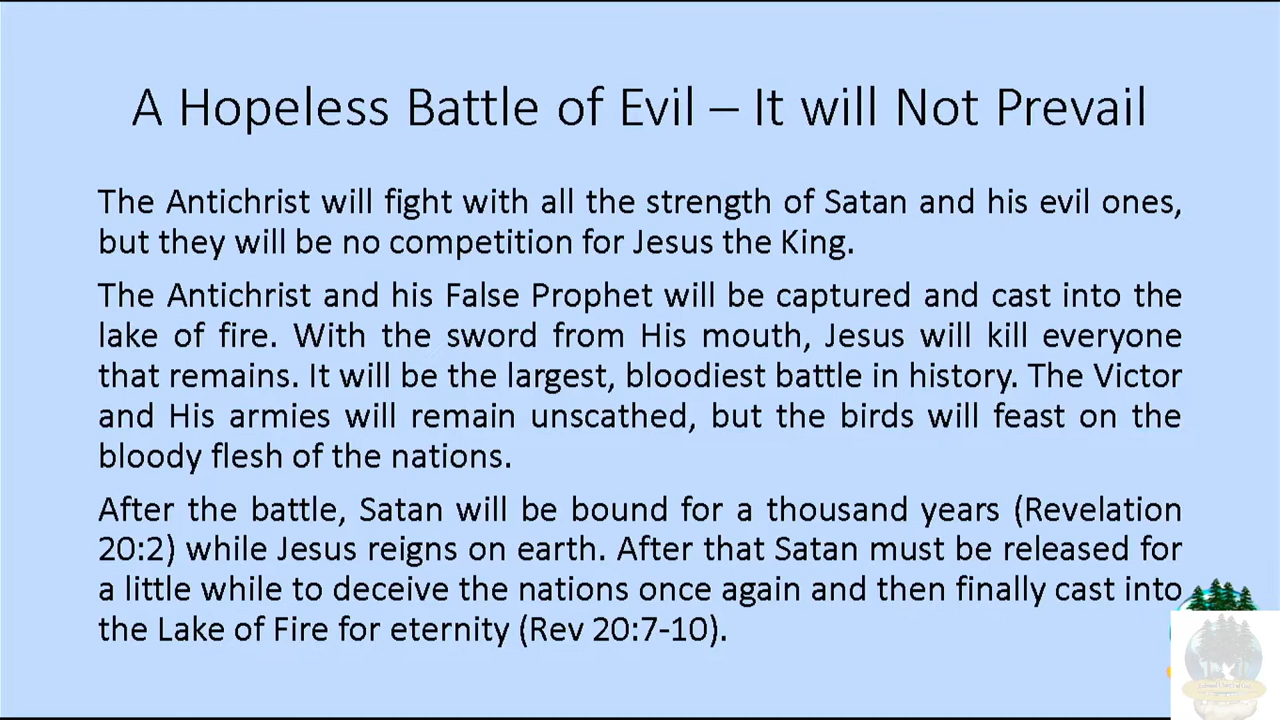 A Hopeless Battle of Evil – It will Not Prevail
The Antichrist will fight with all the strength of Satan and his evil ones,
but they will be no competition for Jesus the King.
The Antichrist and his False Prophet will be captured and cast into the
lake of fire. With the sword from His mouth, Jesus will kill everyone
that remains. It will be the largest, bloodiest battle in history. The Victor
and His armies will remain unscathed, but the birds will feast on the
bloody flesh of the nations.
After the battle, Satan will be bound for a thousand years (Revelation
20:2) while Jesus reigns on earth. After that Satan must be released for
a little while to deceive the nations once again and then finally cast into
the Lake of Fire for eternity (Rev 20:7-10).